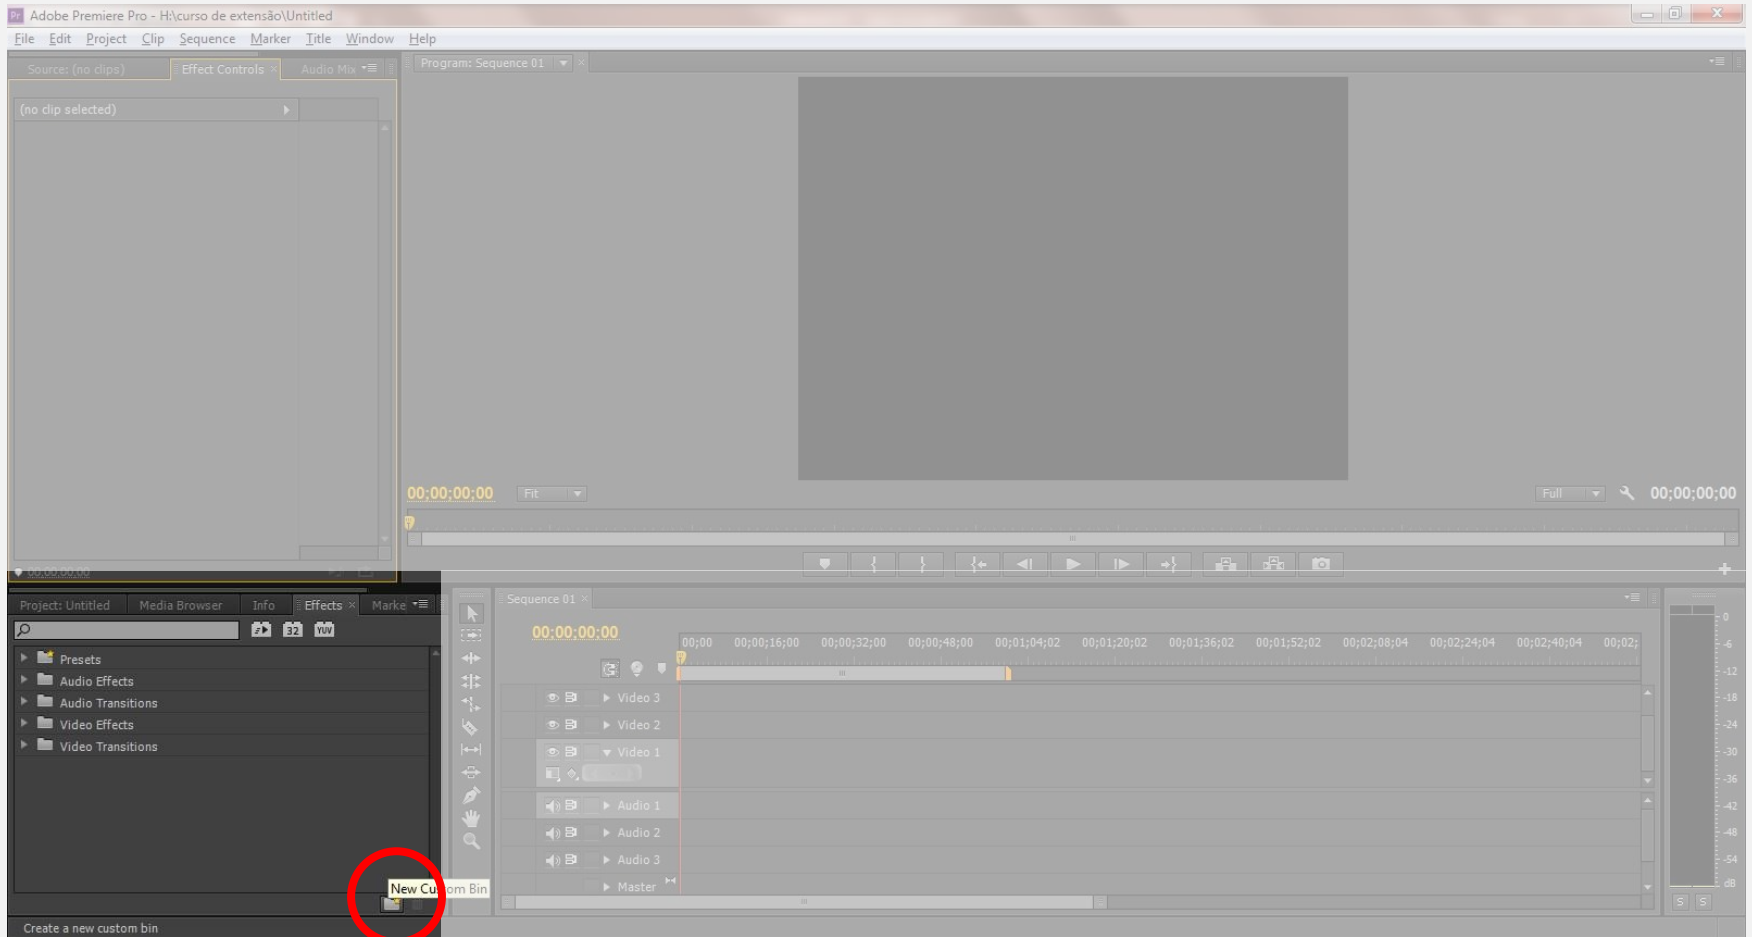 Adobe Premiere Pro - H:\curso de extensão\Untitled
File Edit Project Clip Sequence Marker Title Window Help
Source: (no clips) Effect Controls × Audio Mix
Program: Sequence 01 ×
(no clip selected)
00;00;00;00 Fit Full 00;00;00;00
00;00;00;00
Project: Untitled Media Browser Info Effects × Marke
32 YUV
Presets
Audio Effects
Audio Transitions
Video Effects
Video Transitions
New Custom Bin
Create a new custom bin
Sequence 01 ×
00;00;00;00
00;00 00;00;16;00 00;00;32;00 00;00;48;00 00;01;04;02 00;01;20;02 00;01;36;02 00;01;52;02 00;02;08;04 00;02;24;04 00;02;40;04 00;02;
Video 3
Video 2
Video 1
Audio 1
Audio 2
Audio 3
Master
0
-6
-12
-18
-24
-30
-36
-42
-48
-54
dB
S S